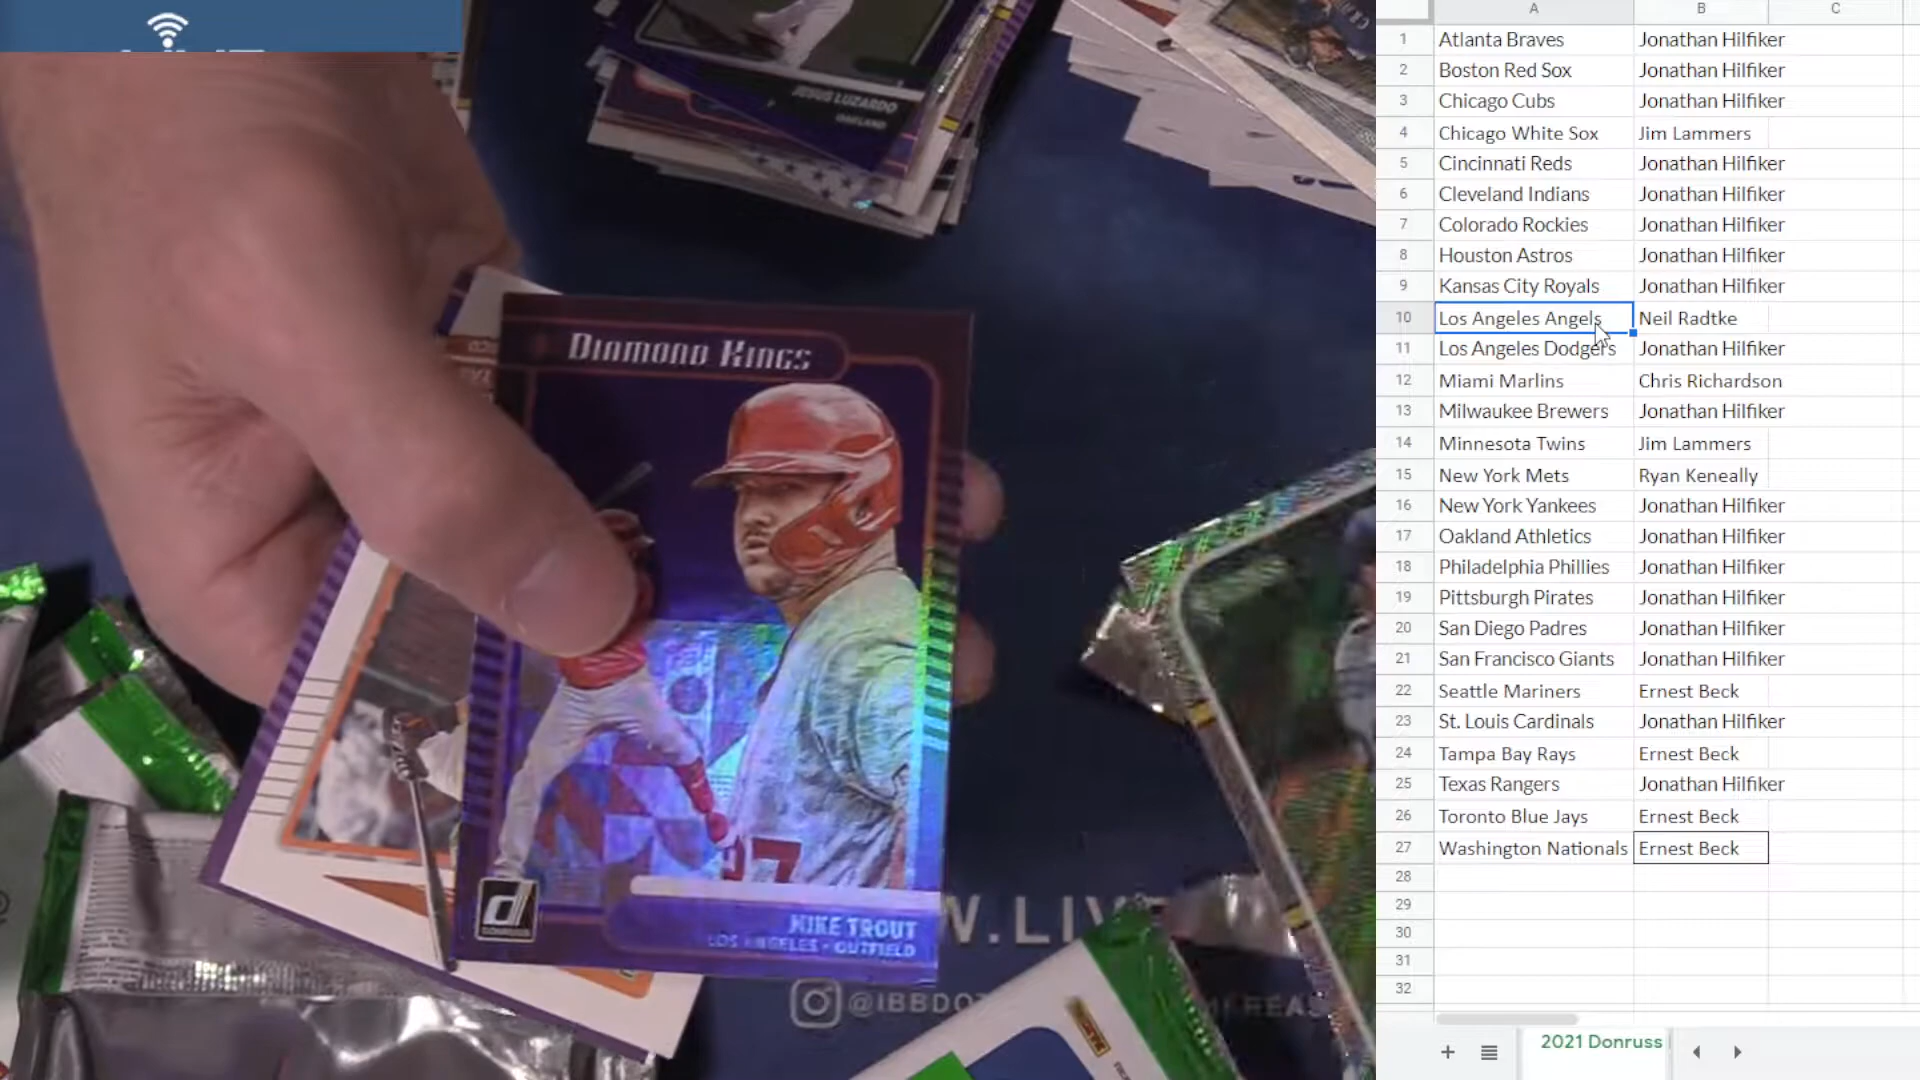 JESUS LUZARDO
OAKLAND
DIAMOND KINGS
MIKE TROUT
LOS ANGELES • OUTFIELD
W.LIV
@IBBDO
A B C
1 Atlanta Braves Jonathan Hilfiker
2 Boston Red Sox Jonathan Hilfiker
3 Chicago Cubs Jonathan Hilfiker
4 Chicago White Sox Jim Lammers
5 Cincinnati Reds Jonathan Hilfiker
6 Cleveland Indians Jonathan Hilfiker
7 Colorado Rockies Jonathan Hilfiker
8 Houston Astros Jonathan Hilfiker
9 Kansas City Royals Jonathan Hilfiker
10 Los Angeles Angels Neil Radtke
11 Los Angeles Dodgers Jonathan Hilfiker
12 Miami Marlins Chris Richardson
13 Milwaukee Brewers Jonathan Hilfiker
14 Minnesota Twins Jim Lammers
15 New York Mets Ryan Keneally
16 New York Yankees Jonathan Hilfiker
17 Oakland Athletics Jonathan Hilfiker
18 Philadelphia Phillies Jonathan Hilfiker
19 Pittsburgh Pirates Jonathan Hilfiker
20 San Diego Padres Jonathan Hilfiker
21 San Francisco Giants Jonathan Hilfiker
22 Seattle Mariners Ernest Beck
23 St. Louis Cardinals Jonathan Hilfiker
24 Tampa Bay Rays Ernest Beck
25 Texas Rangers Jonathan Hilfiker
26 Toronto Blue Jays Ernest Beck
27 Washington Nationals Ernest Beck
28
29
30
31
32
2021 Donruss